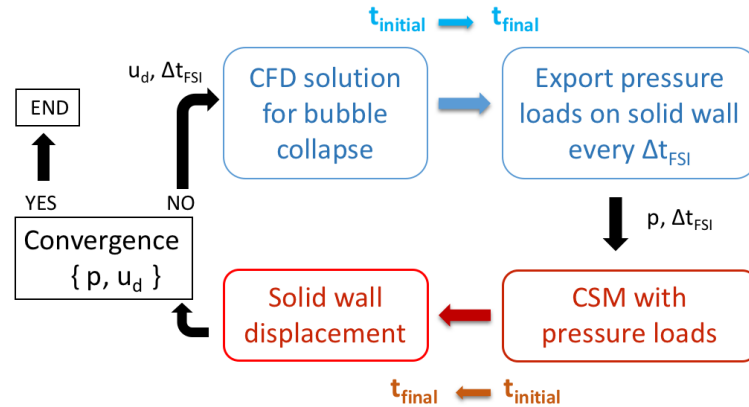 t_initial t_final
u_d, Δt_FSI
CFD solution
for bubble
collapse
Export pressure
loads on solid wall
every Δt_FSI
END
YES
NO
p, Δt_FSI
Convergence
{ p, u_d }
Solid wall
displacement
CSM with
pressure loads
t_final t_initial